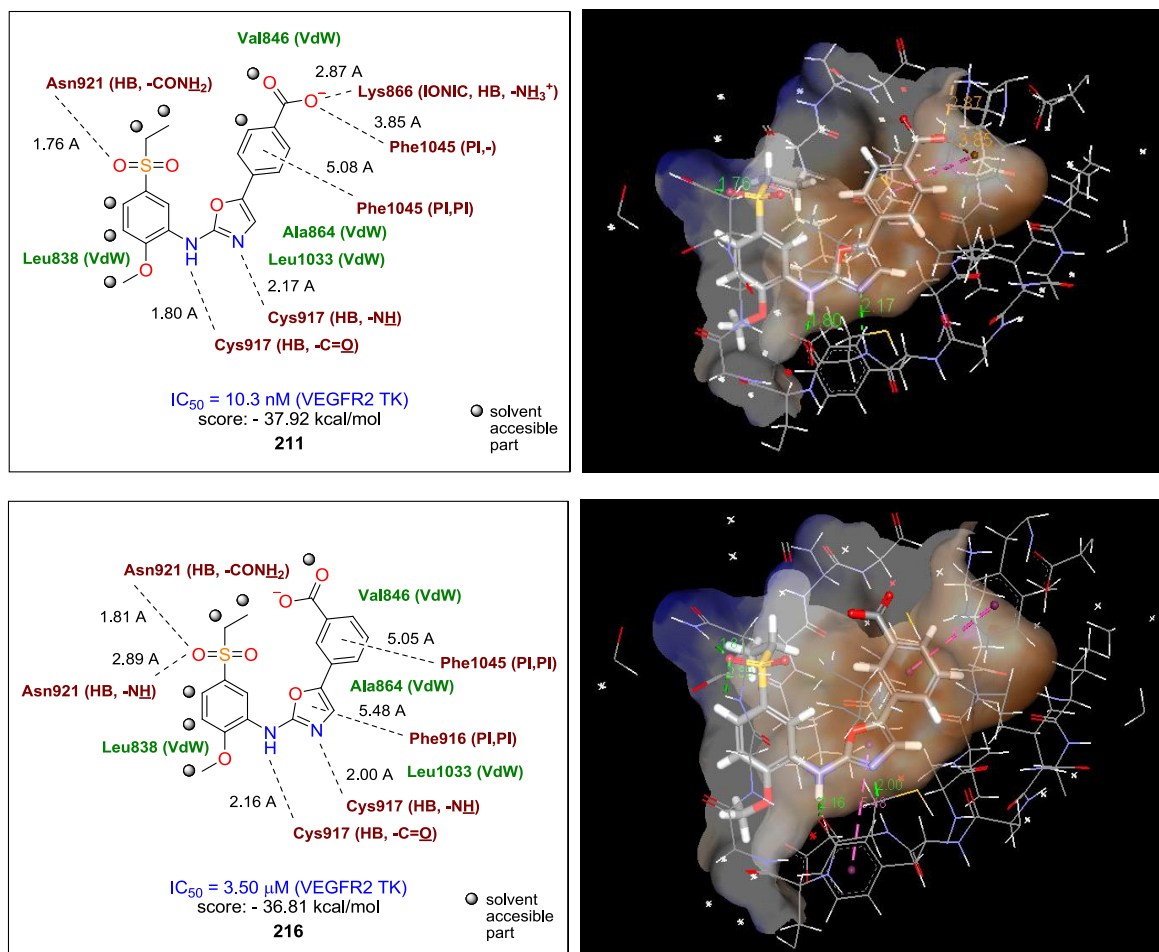 Val846 (VdW)
Asn921 (HB, -CONH2)
2.87 A
Lys866 (IONIC, HB, -NH3+)
O
O−
3.85 A
Phe1045 (PI,-)
1.76 A
O S O
5.08 A
Phe1045 (PI,PI)
O
Ala864 (VdW)
Leu838 (VdW)
N
H
N
Leu1033 (VdW)
O
2.17 A
1.80 A
Cys917 (HB, -NH)
Cys917 (HB, -C=O)
IC50 = 10.3 nM (VEGFR2 TK)
score: - 37.92 kcal/mol
211
solvent
accesible
part
2.87
3.85
1.76
1.80
2.17
Asn921 (HB, -CONH2)
O
−O
Val846 (VdW)
1.81 A
5.05 A
2.89 A
O S O
Phe1045 (PI,PI)
Asn921 (HB, -NH)
Ala864 (VdW)
O
5.48 A
Leu838 (VdW)
N
H
N
Phe916 (PI,PI)
O
Leu1033 (VdW)
2.00 A
2.16 A
Cys917 (HB, -NH)
Cys917 (HB, -C=O)
IC50 = 3.50 μM (VEGFR2 TK)
score: - 36.81 kcal/mol
216
solvent
accesible
part
2.16
2.00